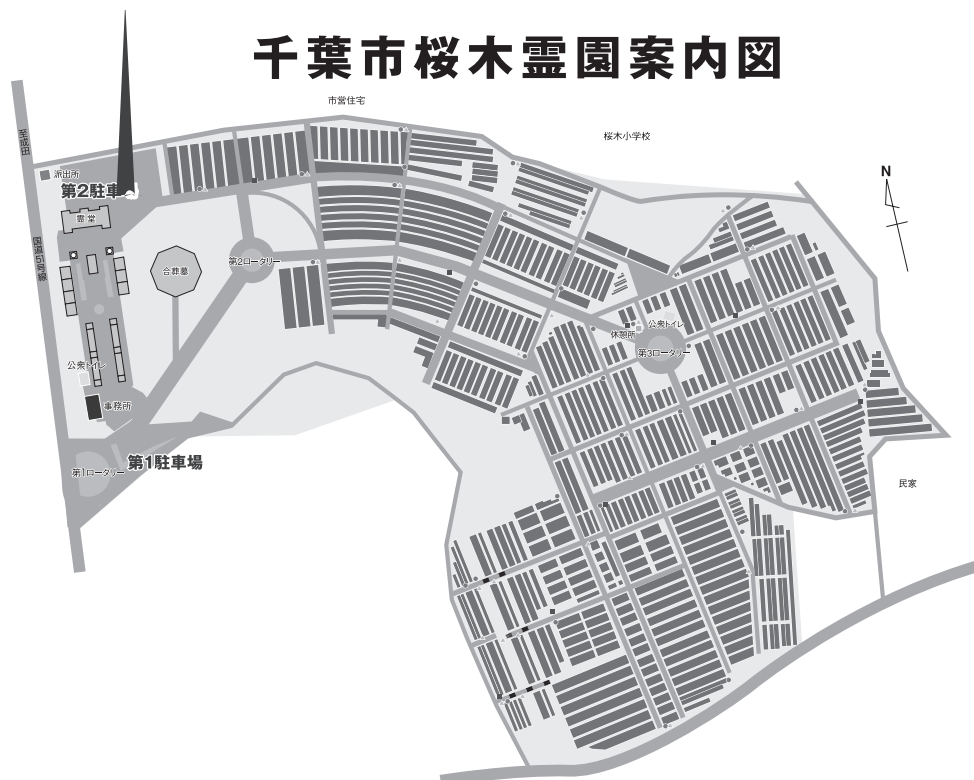 千葉市桜木霊園案内図
市営住宅
桜木小学校
至成田
派出所
第2駐車
霊堂
N
国道51号線
合葬墓
第2ロータリー
公衆トイレ
休憩所
第3ロータリー
公衆トイレ
事務所
第1駐車場
第1ロータリー
民家